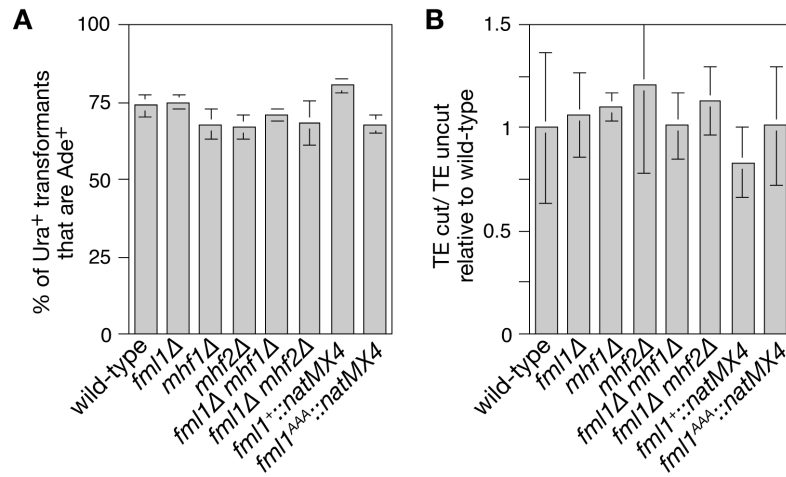 A
% of Ura⁺ transformants
that are Ade⁺
100
75
50
25
0
wild-type
fml1Δ
mhf1Δ
mhf2Δ
fml1Δ mhf1Δ
fml1Δ mhf2Δ
fml1⁺::natMX4
fml1ᴬᴬᴬ::natMX4
B
TE cut/ TE uncut
relative to wild-type
1.5
1
0.5
0
wild-type
fml1Δ
mhf1Δ
mhf2Δ
fml1Δ mhf1Δ
fml1Δ mhf2Δ
fml1⁺::natMX4
fml1ᴬᴬᴬ::natMX4